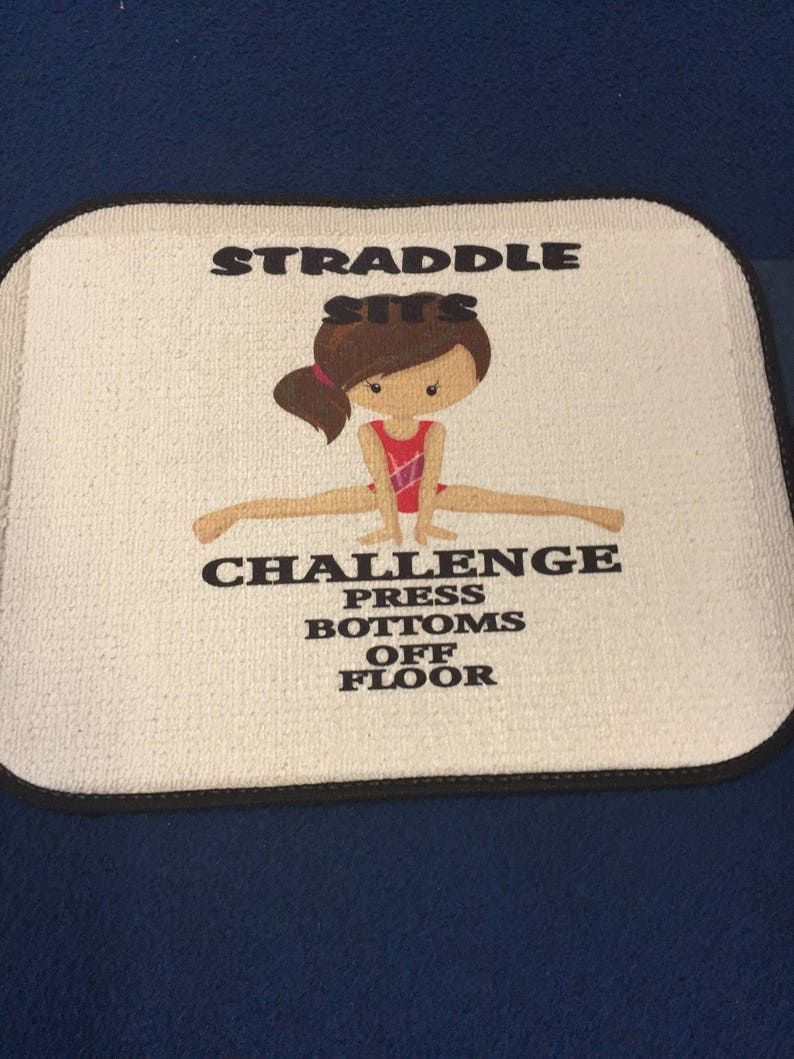 STRADDLE
SITS
CHALLENGE
PRESS
BOTTOMS
OFF
FLOOR